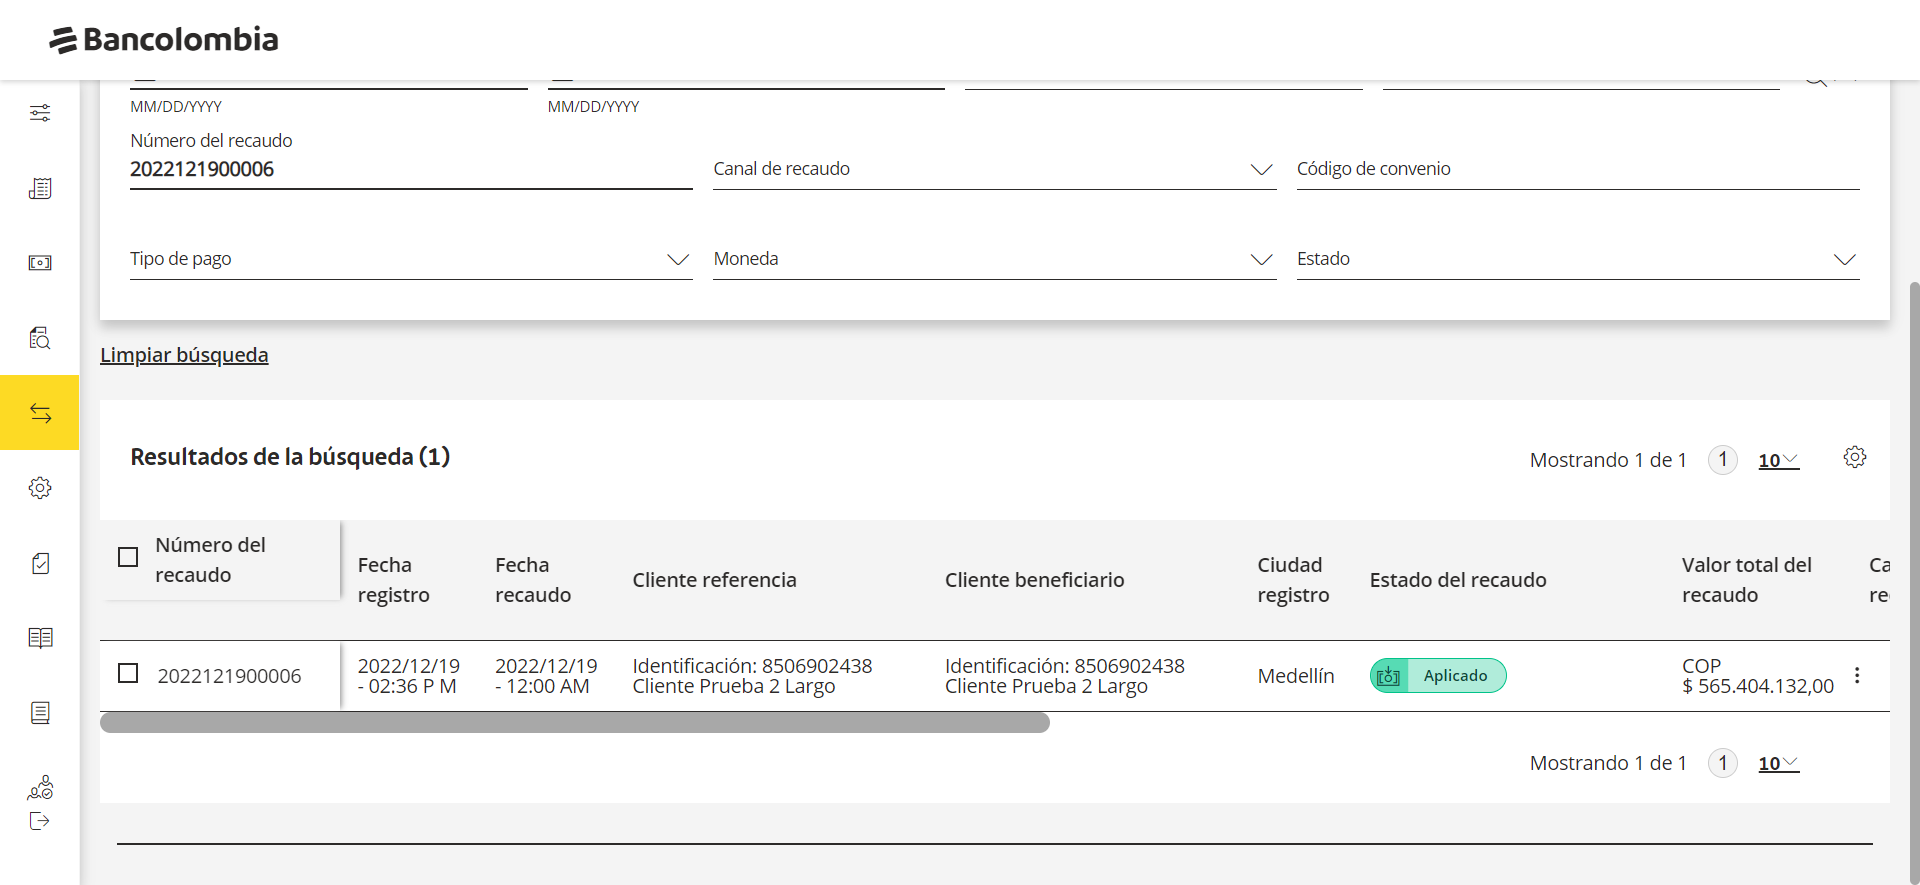 Bancolombia
MM/DD/YYYY
MM/DD/YYYY
Número del recaudo
2022121900006
Canal de recaudo
Código de convenio
Tipo de pago
Moneda
Estado
Limpiar búsqueda
Resultados de la búsqueda (1)
Mostrando 1 de 1
1
10
Número del
recaudo
Fecha
registro
Fecha
recaudo
Cliente referencia
Cliente beneficiario
Ciudad
registro
Estado del recaudo
Valor total del
recaudo
Ca
re
2022121900006
2022/12/19
- 02:36 P M
2022/12/19
- 12:00 AM
Identificación: 8506902438
Cliente Prueba 2 Largo
Identificación: 8506902438
Cliente Prueba 2 Largo
Medellín
Aplicado
COP
$ 565.404.132,00
Mostrando 1 de 1
1
10